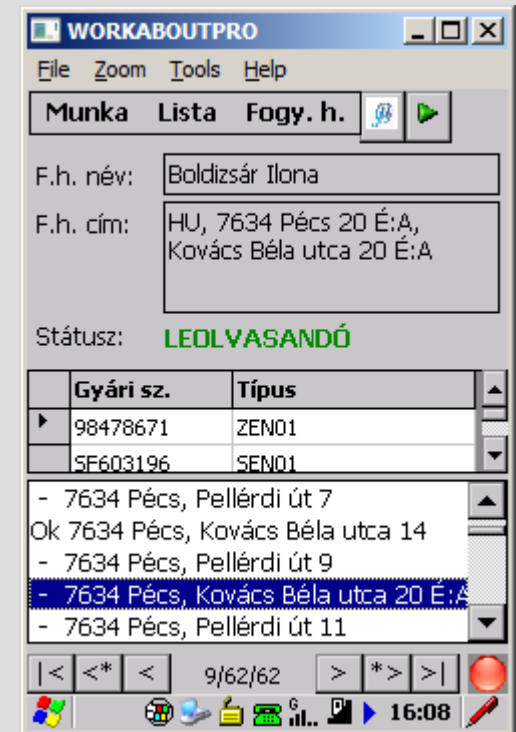 WORKABOUTPRO
File Zoom Tools Help
Munka Lista Fogy. h.
F.h. név: Boldizsár Ilona
F.h. cím: HU, 7634 Pécs 20 É:A,
Kovács Béla utca 20 É:A
Státusz: LEOLVASANDÓ
Gyári sz. Típus
98478671 ZEN01
SF603196 SEN01
- 7634 Pécs, Pellérdi út 7
Ok 7634 Pécs, Kovács Béla utca 14
- 7634 Pécs, Pellérdi út 9
- 7634 Pécs, Kovács Béla utca 20 É:A
- 7634 Pécs, Pellérdi út 11
|< <* < 9/62/62 > *> >|
G 16:08